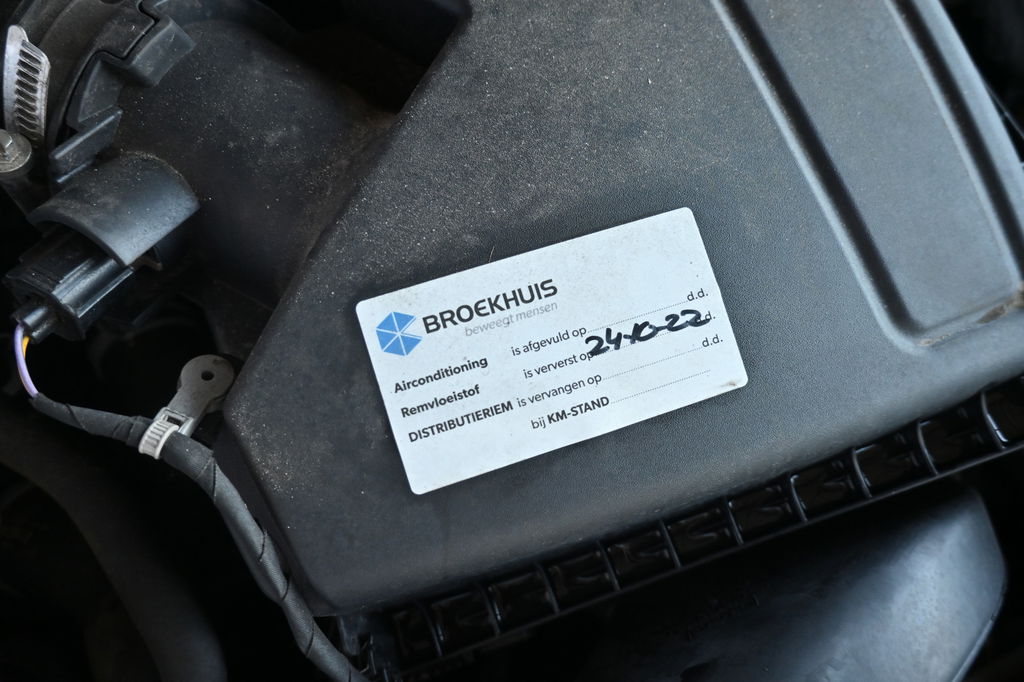 BROEKHUIS
beweegt mensen
Airconditioning is afgevuld op d.d.
Remvloeistof is ververst op 24-10-22 d.d.
DISTRIBUTIERIEM is vervangen op d.d.
bij KM-STAND